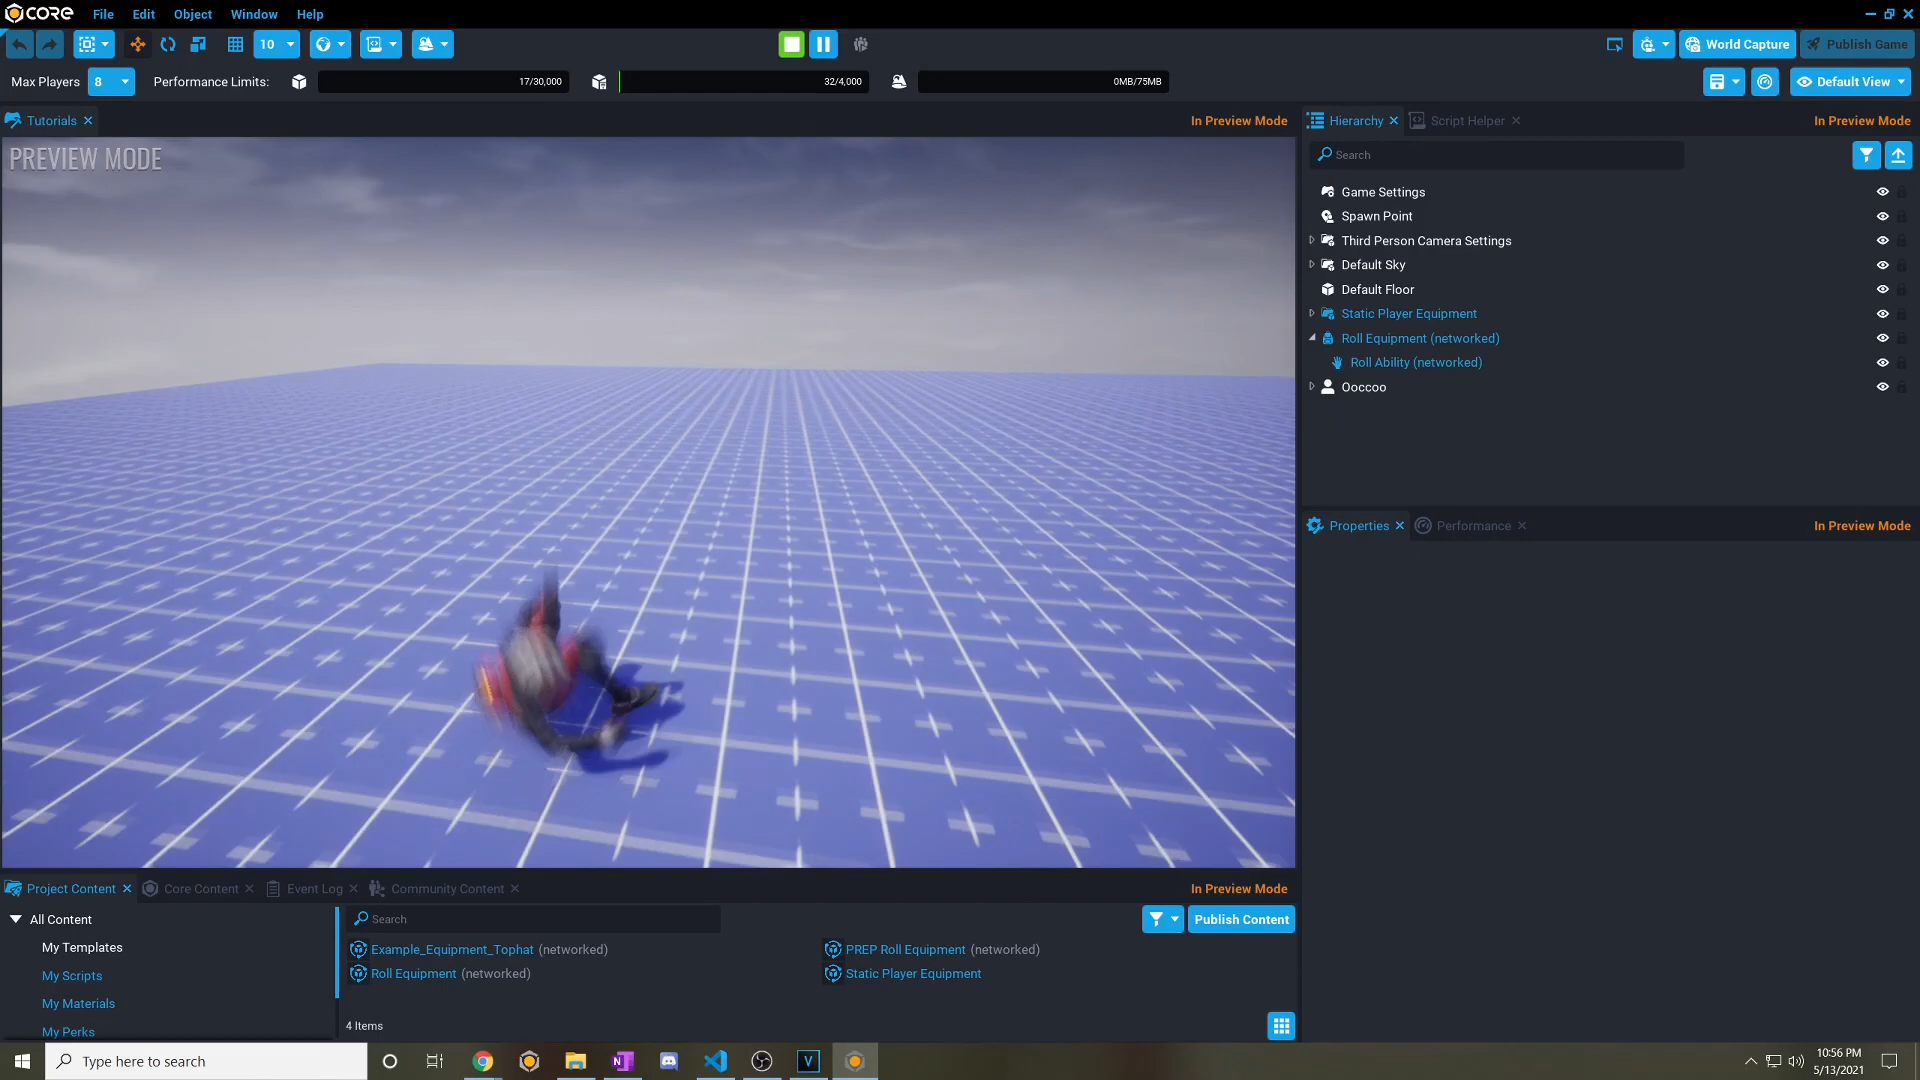 CORE File Edit Object Window Help
10 World Capture Publish Game
Max Players 8 Performance Limits: 17/30,000 32/4,000 0MB/75MB Default View
Tutorials In Preview Mode
PREVIEW MODE
Hierarchy Script Helper In Preview Mode
Search
Game Settings
Spawn Point
Third Person Camera Settings
Default Sky
Default Floor
Static Player Equipment
Roll Equipment (networked)
Roll Ability (networked)
Ooccoo
Properties Performance In Preview Mode
Project Content Core Content Event Log Community Content In Preview Mode
All Content
My Templates
My Scripts
My Materials
My Perks
Search Publish Content
Example_Equipment_Tophat (networked) PREP Roll Equipment (networked)
Roll Equipment (networked) Static Player Equipment
4 Items
Type here to search
N V
10:56 PM
5/13/2021